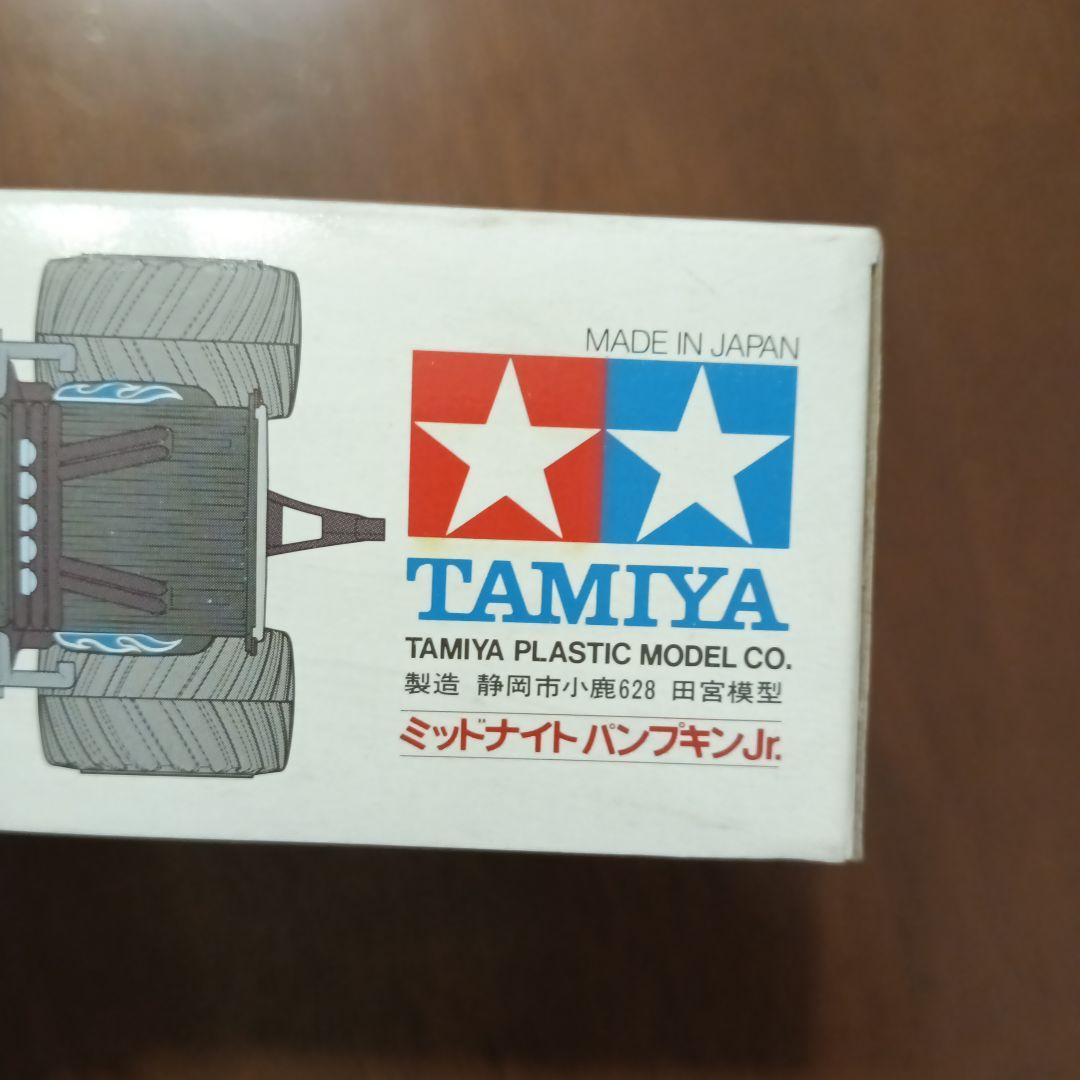 MADE IN JAPAN
TAMIYA
TAMIYA PLASTIC MODEL CO.
製造 静岡市小鹿628 田宮模型
ミッドナイト パンプキンJr.